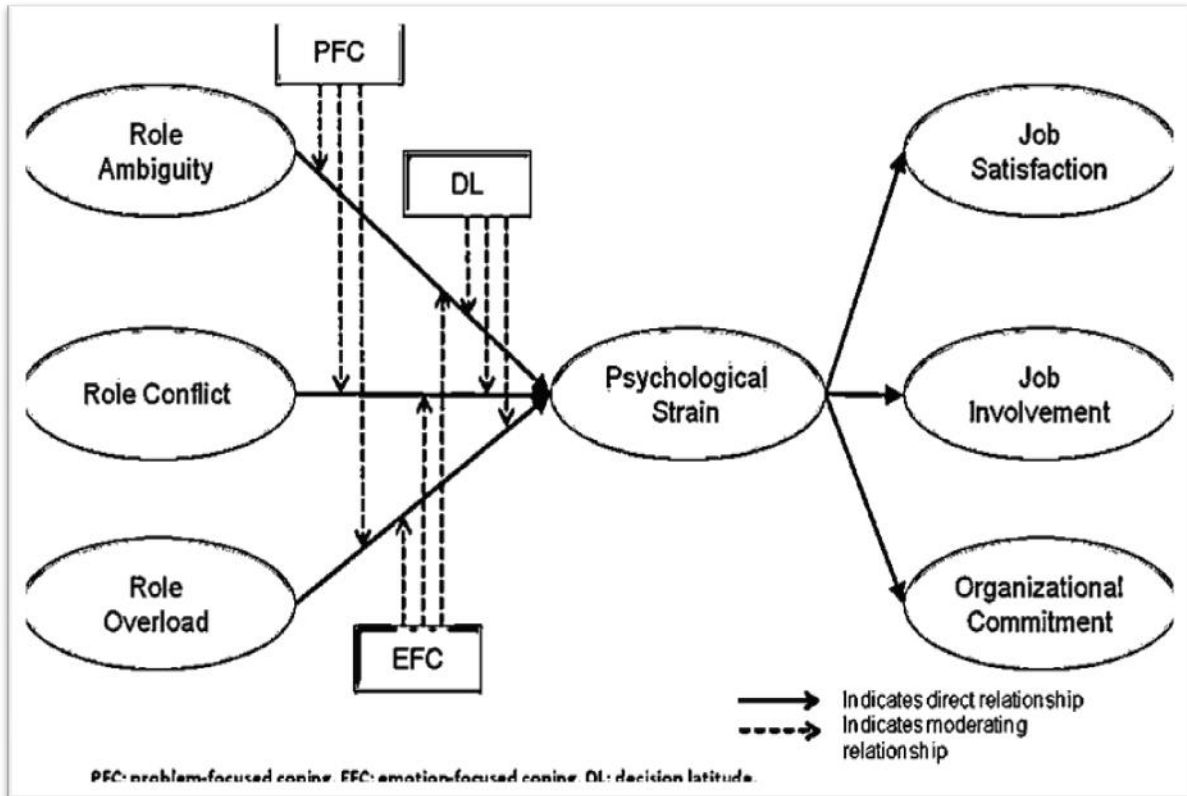 PFC
Role
Ambiguity
DL
Job
Satisfaction
Role Conflict
Psychological
Strain
Job
Involvement
Role
Overload
EFC
Organizational
Commitment
Indicates direct relationship
Indicates moderating
relationship
PFC: problem-focused coping. EFC: emotion-focused coping. DL: decision latitude.